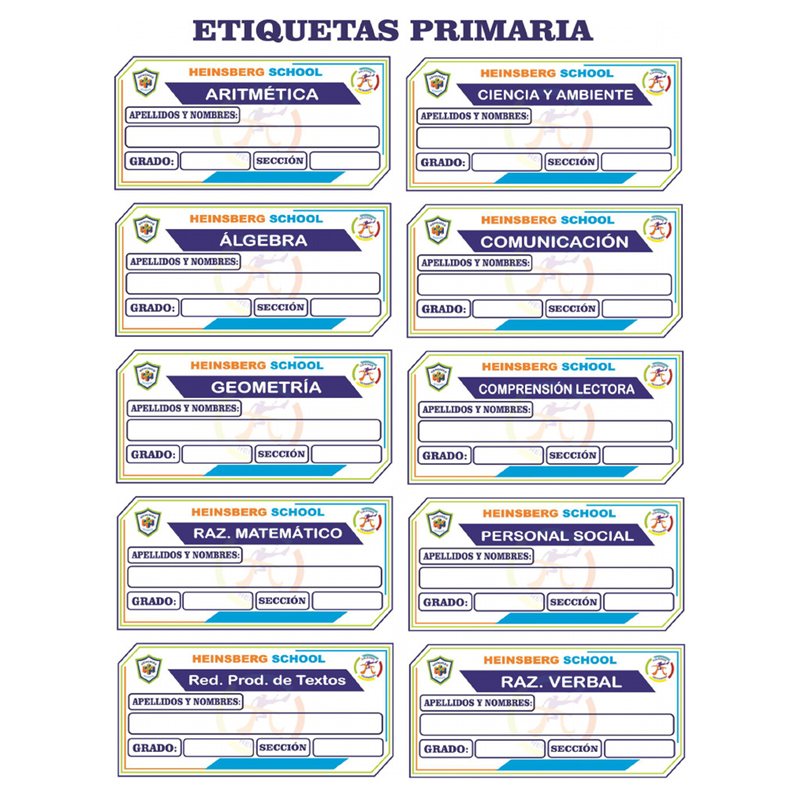 ETIQUETAS PRIMARIA
HEINSBERG SCHOOL
ARITMÉTICA
APELLIDOS Y NOMBRES:
GRADO:
SECCIÓN
HEINSBERG SCHOOL
CIENCIA Y AMBIENTE
APELLIDOS Y NOMBRES:
GRADO:
SECCIÓN
HEINSBERG SCHOOL
ÁLGEBRA
APELLIDOS Y NOMBRES:
GRADO:
SECCIÓN
HEINSBERG SCHOOL
COMUNICACIÓN
APELLIDOS Y NOMBRES:
GRADO:
SECCIÓN
HEINSBERG SCHOOL
GEOMETRÍA
APELLIDOS Y NOMBRES:
GRADO:
SECCIÓN
HEINSBERG SCHOOL
COMPRENSIÓN LECTORA
APELLIDOS Y NOMBRES:
GRADO:
SECCIÓN
HEINSBERG SCHOOL
RAZ. MATEMÁTICO
APELLIDOS Y NOMBRES:
GRADO:
SECCIÓN
HEINSBERG SCHOOL
PERSONAL SOCIAL
APELLIDOS Y NOMBRES:
GRADO:
SECCIÓN
HEINSBERG SCHOOL
Red. Prod. de Textos
APELLIDOS Y NOMBRES:
GRADO:
SECCIÓN
HEINSBERG SCHOOL
RAZ. VERBAL
APELLIDOS Y NOMBRES:
GRADO:
SECCIÓN